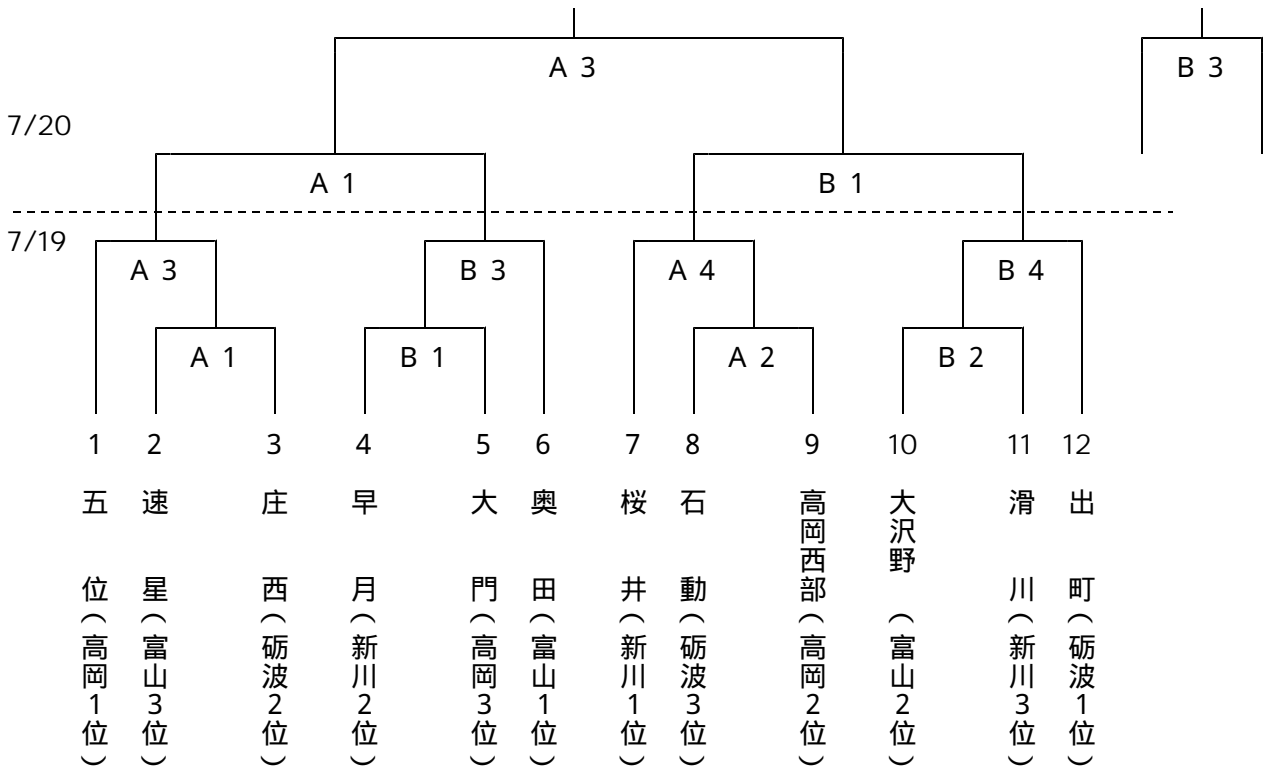 A 3
B 3
7/20
A 1
B 1
7/19
A 3
B 3
A 4
B 4
A 1
B 1
A 2
B 2
1 2 3 4 5 6 7 8 9 10 11 12
五位(高岡1位)
速星(富山3位)
庄西(砺波2位)
早月(新川2位)
大門(高岡3位)
奥田(富山1位)
桜井(新川1位)
石動(砺波3位)
高岡西部(高岡2位)
大沢野(富山2位)
滑川(新川3位)
出町(砺波1位)